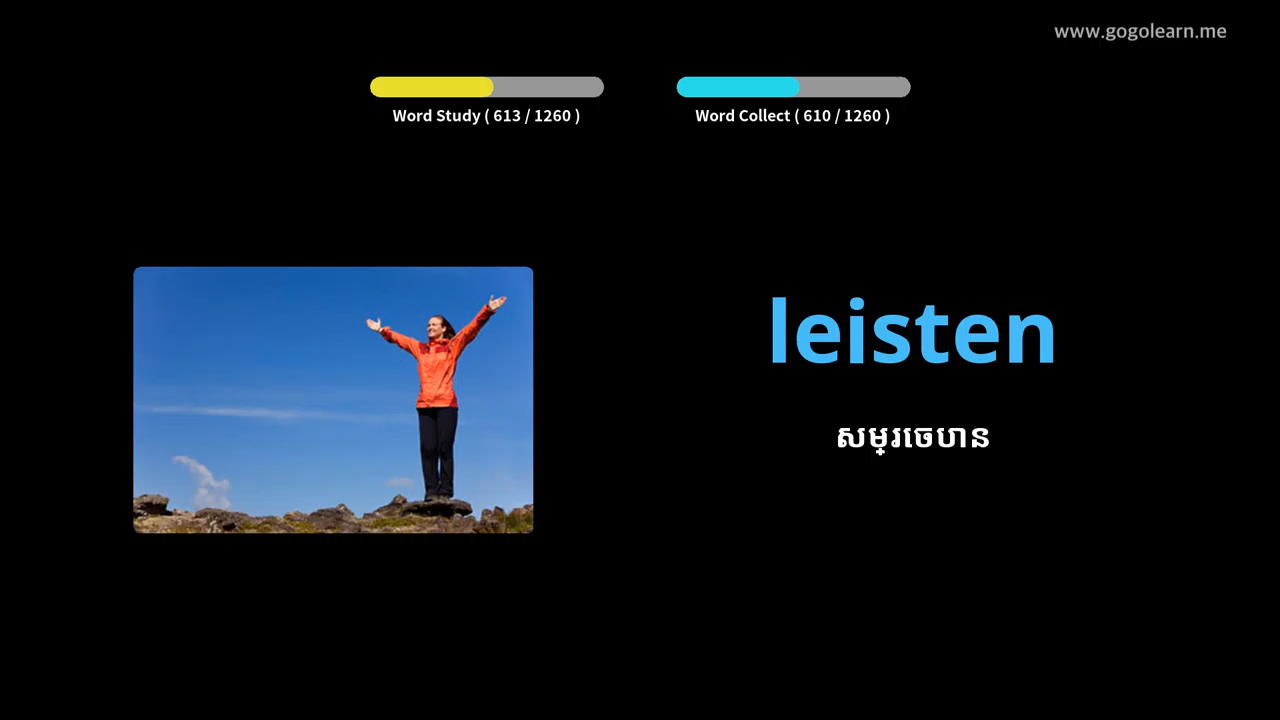 www.gogolearn.me
Word Study ( 613 / 1260 )
Word Collect ( 610 / 1260 )
leisten
សម្រេចបាន